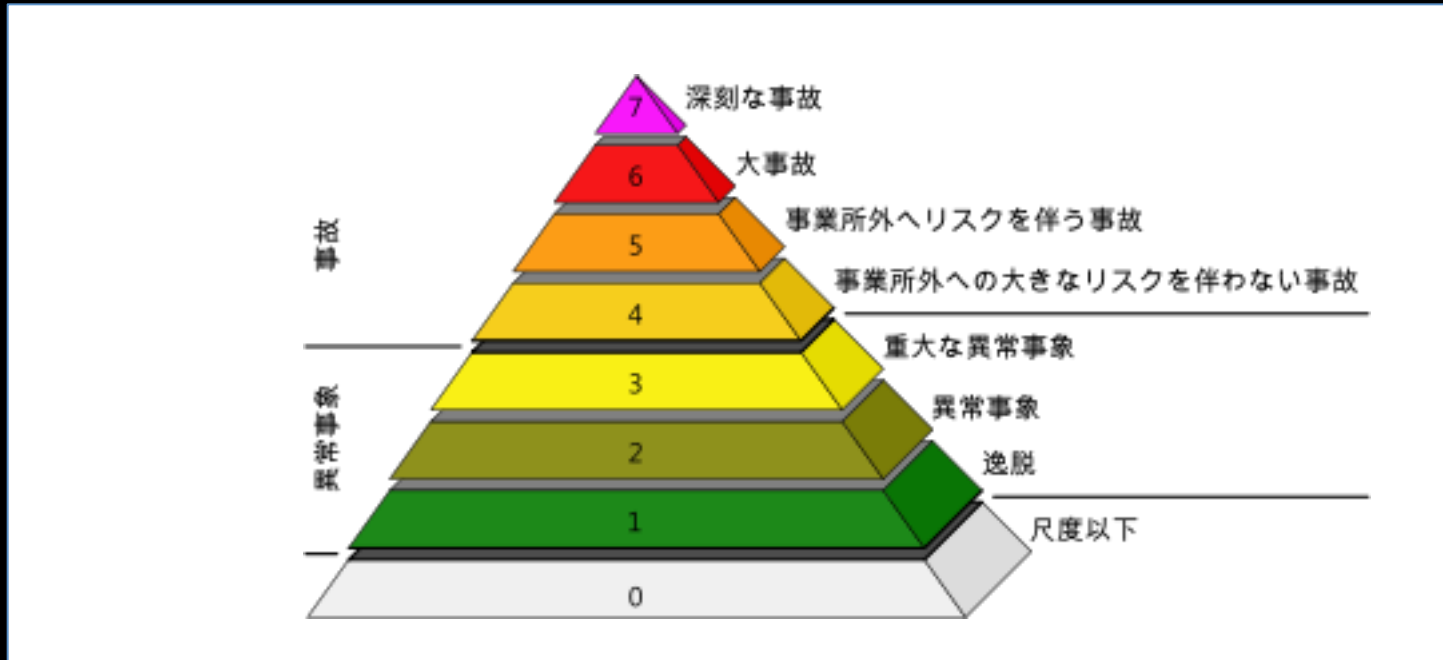 7
深刻な事故
6
大事故
5
事業所外へリスクを伴う事故
4
事業所外への大きなリスクを伴わない事故
事故
3
重大な異常事象
2
異常事象
1
逸脱
異常事象
0
尺度以下